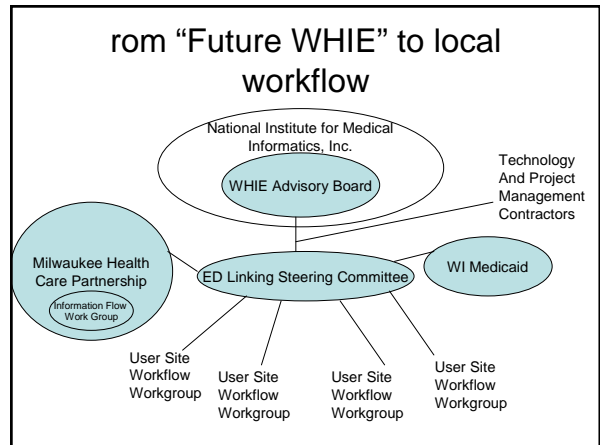 rom “Future WHIE” to local
workflow
National Institute for Medical
Informatics, Inc.
WHIE Advisory Board
Technology
And Project
Management
Contractors
Milwaukee Health
Care Partnership
Information Flow
Work Group
ED Linking Steering Committee
WI Medicaid
User Site
Workflow
Workgroup
User Site
Workflow
Workgroup
User Site
Workflow
Workgroup
User Site
Workflow
Workgroup